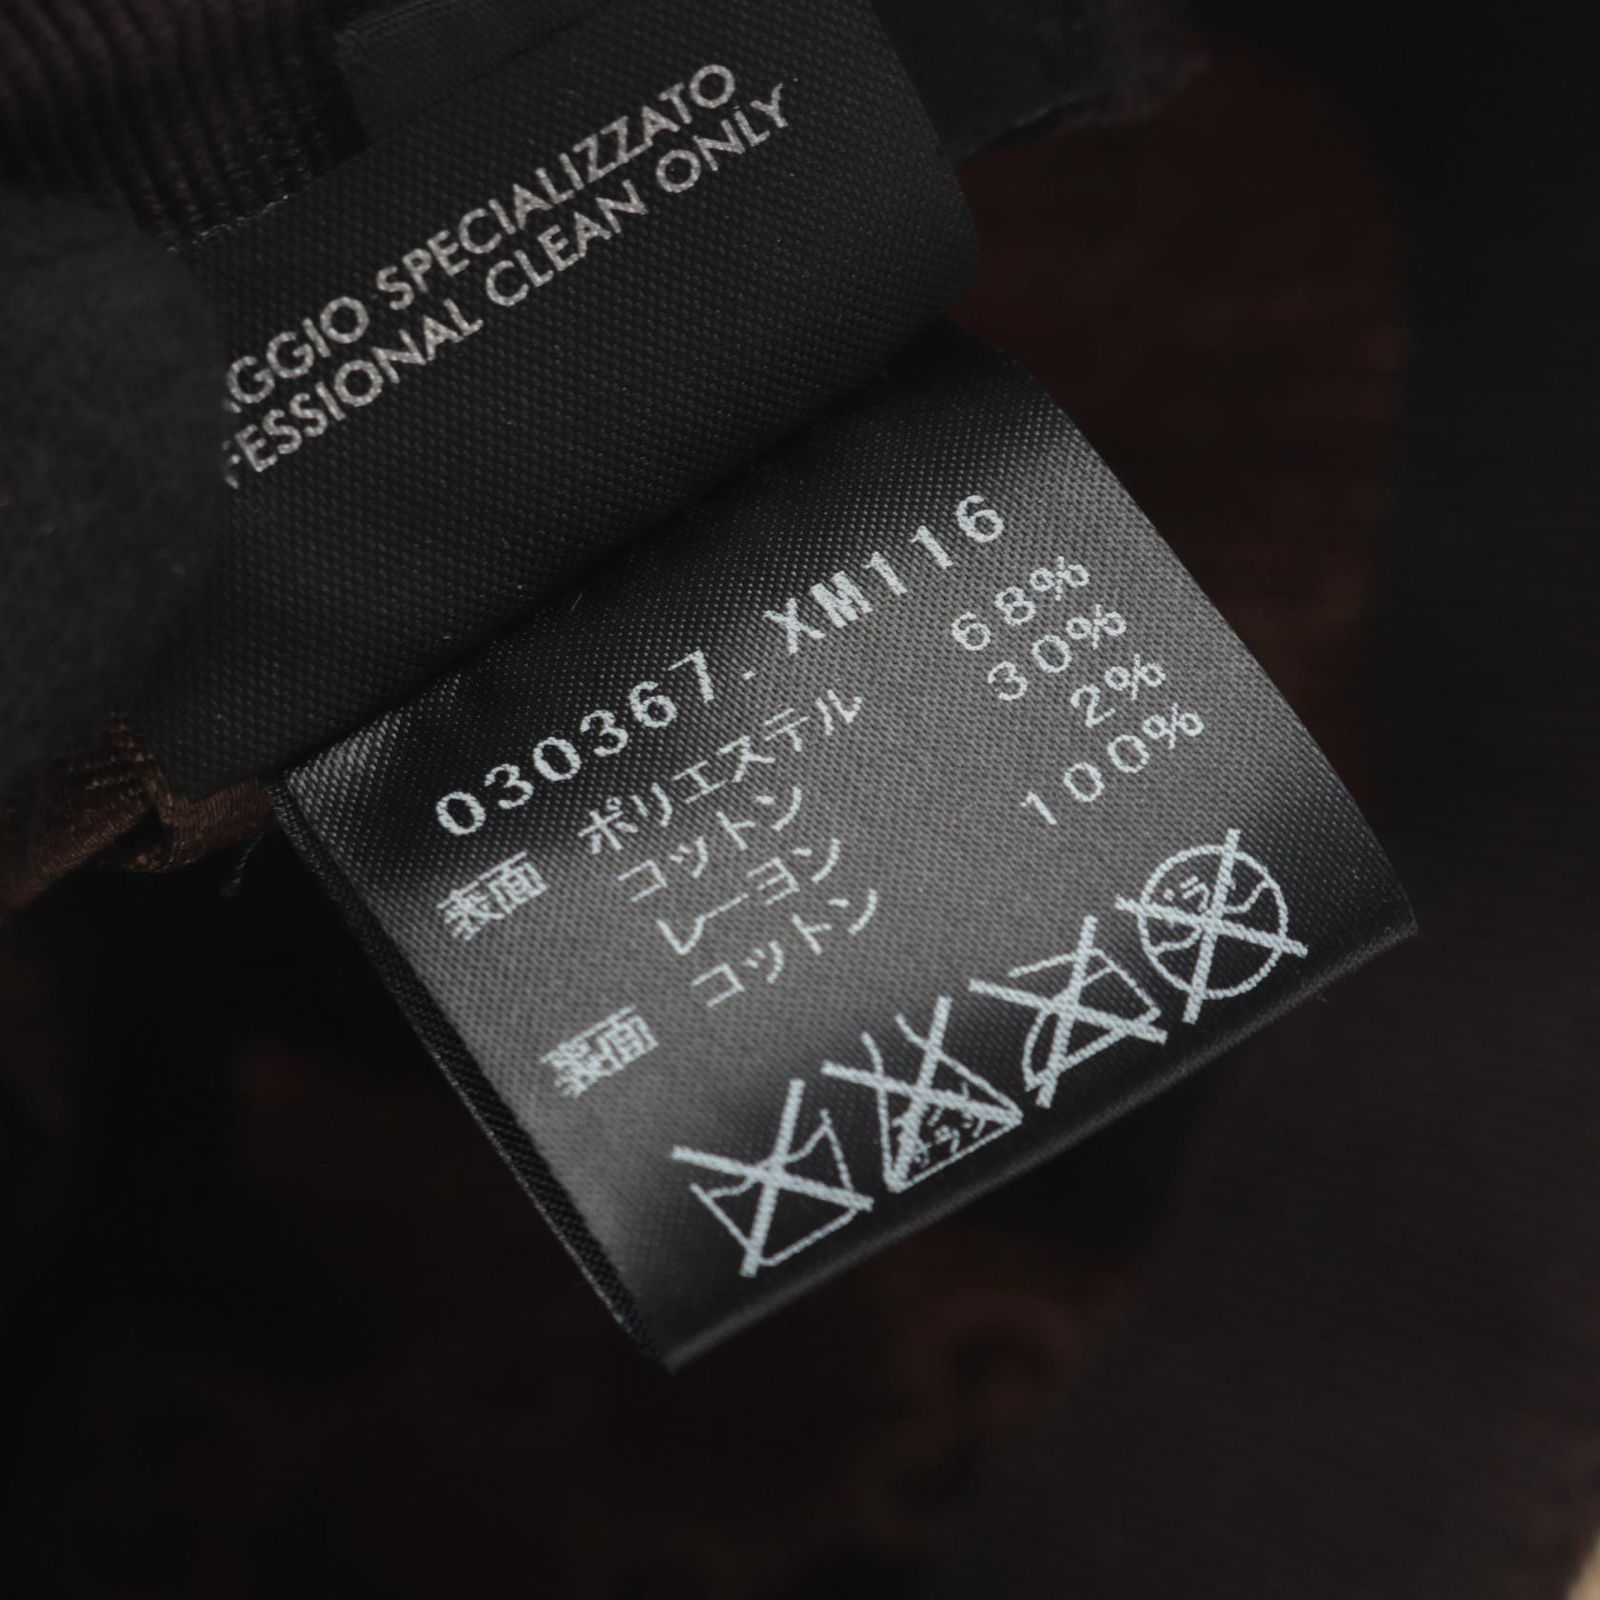 AGGIO SPECIALIZZATO
FESSIONAL CLEAN ONLY
030367-XM116
表面 ポリエステル 68%
コットン 30%
レーヨン 2%
裏面 コットン 100%